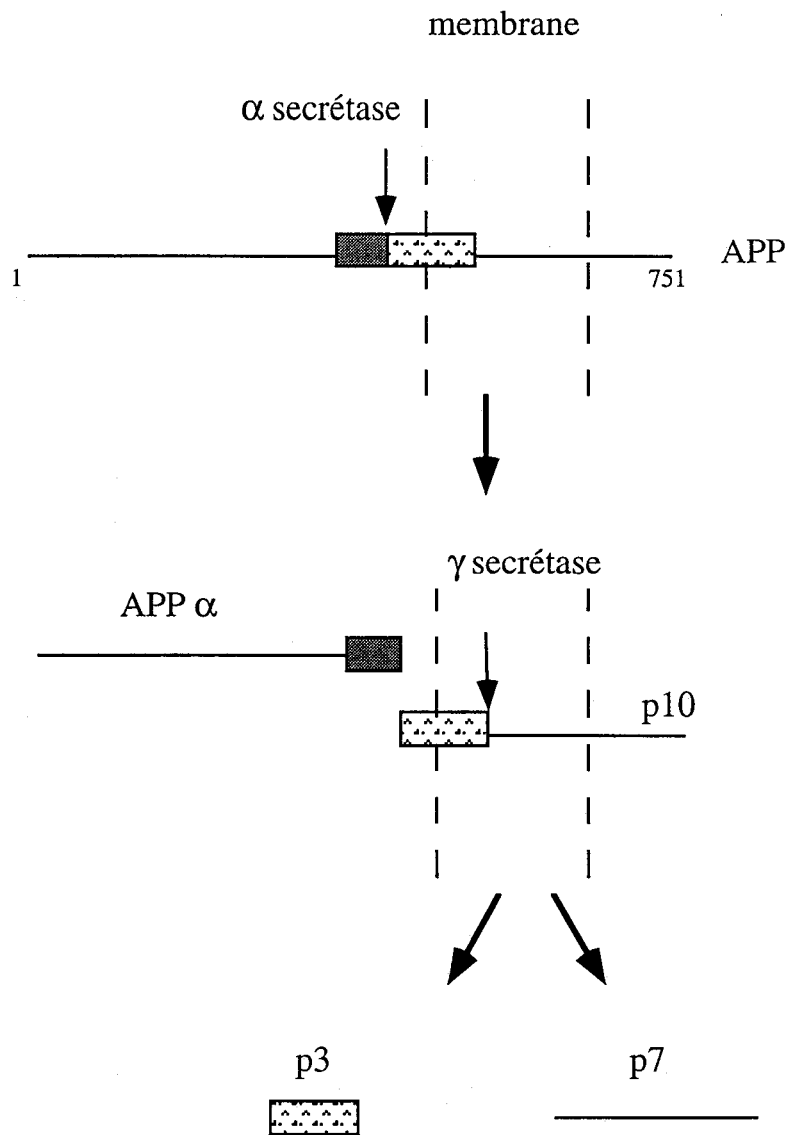 membrane
α secrétase
APP
1
751
γ secrétase
APP α
p10
p3
p7